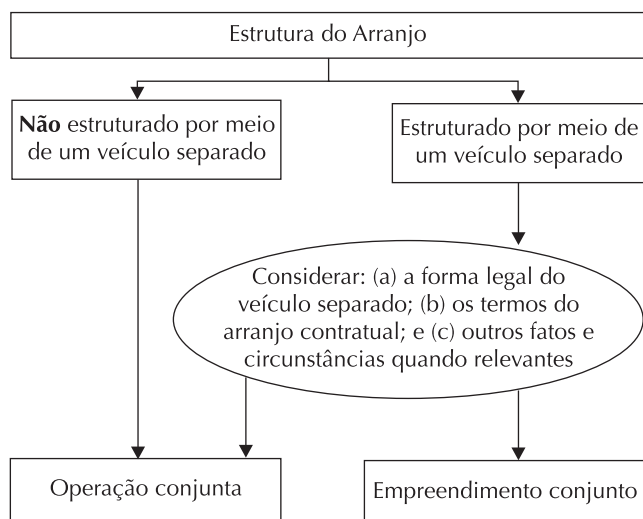 Estrutura do Arranjo
Não estruturado por meio
de um veículo separado
Estruturado por meio de
um veículo separado
Considerar: (a) a forma legal do
veículo separado; (b) os termos do
arranjo contratual; e (c) outros fatos e
circunstâncias quando relevantes
Operação conjunta
Empreendimento conjunto